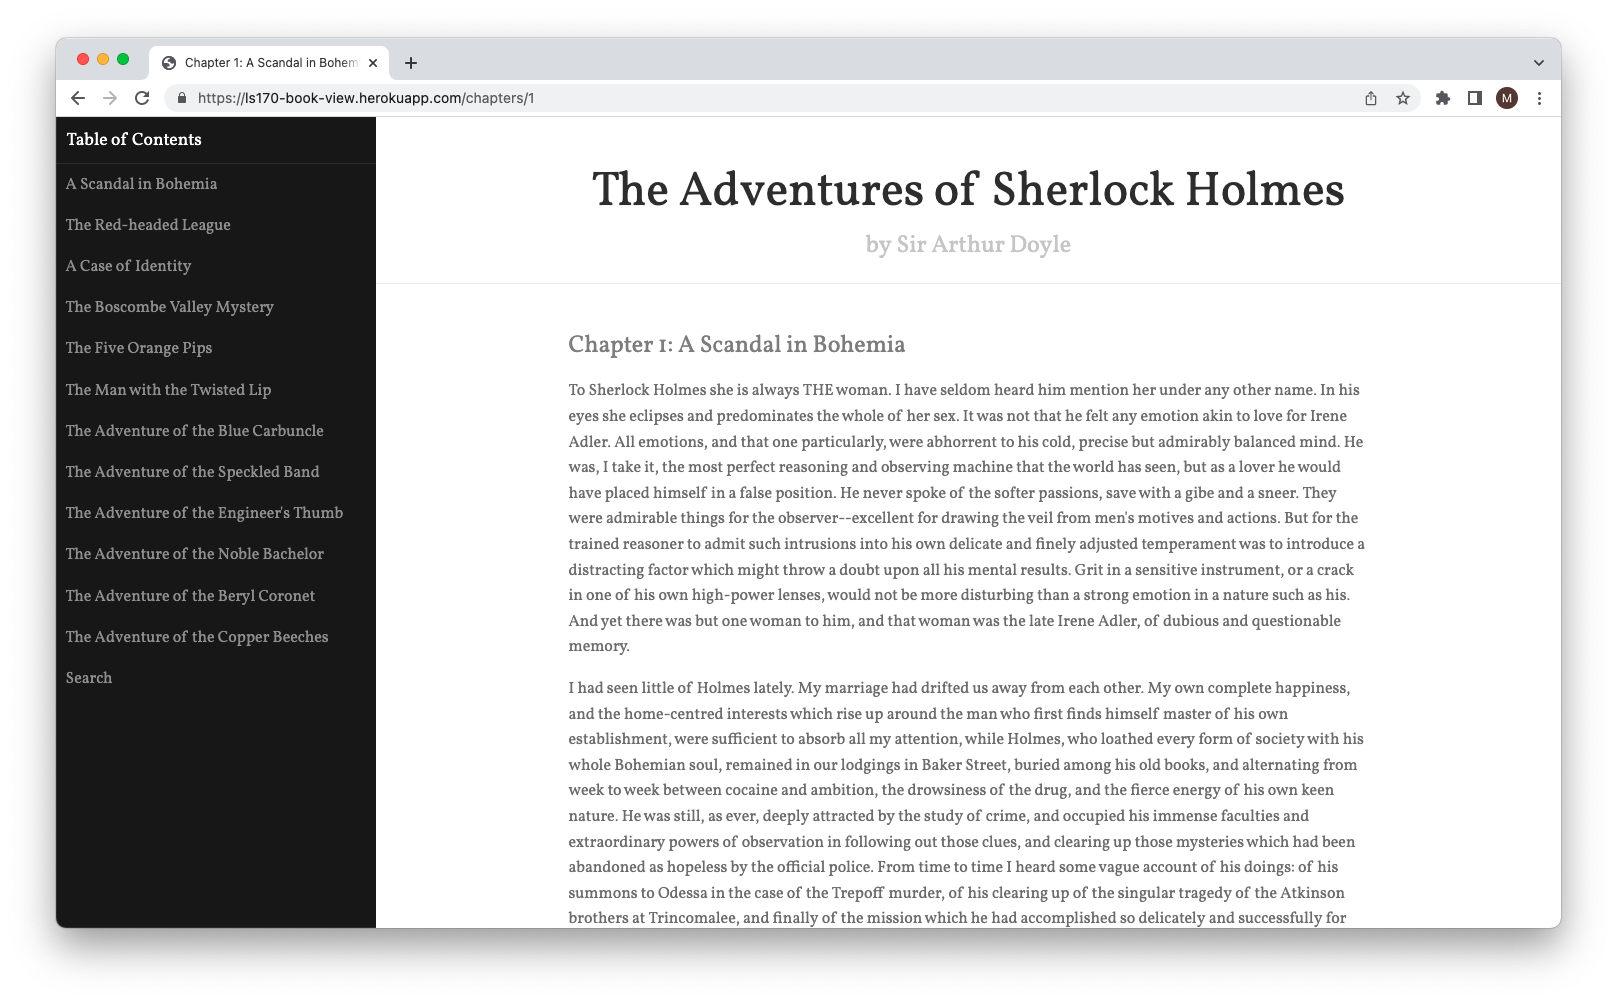 Chapter 1: A Scandal in Bohem
https://ls170-book-view.herokuapp.com/chapters/1
M
Table of Contents
A Scandal in Bohemia
The Red-headed League
A Case of Identity
The Boscombe Valley Mystery
The Five Orange Pips
The Man with the Twisted Lip
The Adventure of the Blue Carbuncle
The Adventure of the Speckled Band
The Adventure of the Engineer's Thumb
The Adventure of the Noble Bachelor
The Adventure of the Beryl Coronet
The Adventure of the Copper Beeches
Search
The Adventures of Sherlock Holmes
by Sir Arthur Doyle
Chapter 1: A Scandal in Bohemia
To Sherlock Holmes she is always THE woman. I have seldom heard him mention her under any other name. In his
eyes she eclipses and predominates the whole of her sex. It was not that he felt any emotion akin to love for Irene
Adler. All emotions, and that one particularly, were abhorrent to his cold, precise but admirably balanced mind. He
was, I take it, the most perfect reasoning and observing machine that the world has seen, but as a lover he would
have placed himself in a false position. He never spoke of the softer passions, save with a gibe and a sneer. They
were admirable things for the observer--excellent for drawing the veil from men's motives and actions. But for the
trained reasoner to admit such intrusions into his own delicate and finely adjusted temperament was to introduce a
distracting factor which might throw a doubt upon all his mental results. Grit in a sensitive instrument, or a crack
in one of his own high-power lenses, would not be more disturbing than a strong emotion in a nature such as his.
And yet there was but one woman to him, and that woman was the late Irene Adler, of dubious and questionable
memory.
I had seen little of Holmes lately. My marriage had drifted us away from each other. My own complete happiness,
and the home-centred interests which rise up around the man who first finds himself master of his own
establishment, were sufficient to absorb all my attention, while Holmes, who loathed every form of society with his
whole Bohemian soul, remained in our lodgings in Baker Street, buried among his old books, and alternating from
week to week between cocaine and ambition, the drowsiness of the drug, and the fierce energy of his own keen
nature. He was still, as ever, deeply attracted by the study of crime, and occupied his immense faculties and
extraordinary powers of observation in following out those clues, and clearing up those mysteries which had been
abandoned as hopeless by the official police. From time to time I heard some vague account of his doings: of his
summons to Odessa in the case of the Trepoff murder, of his clearing up of the singular tragedy of the Atkinson
brothers at Trincomalee, and finally of the mission which he had accomplished so delicately and successfully for